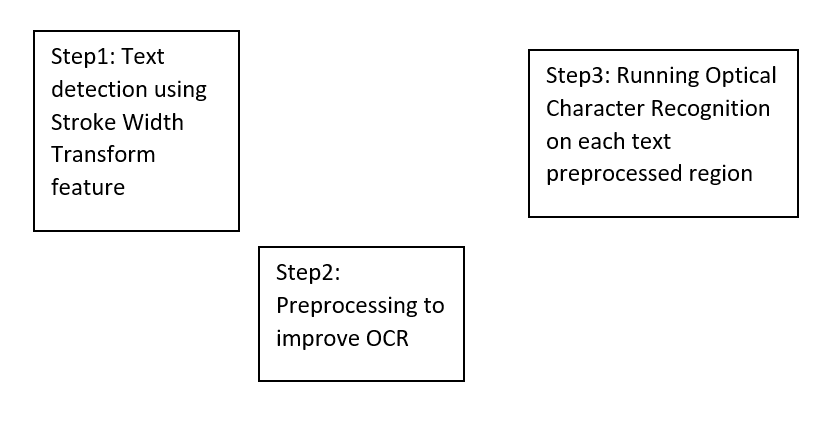 Step1: Text
detection using
Stroke Width
Transform
feature
Step2:
Preprocessing to
improve OCR
Step3: Running Optical
Character Recognition
on each text
preprocessed region